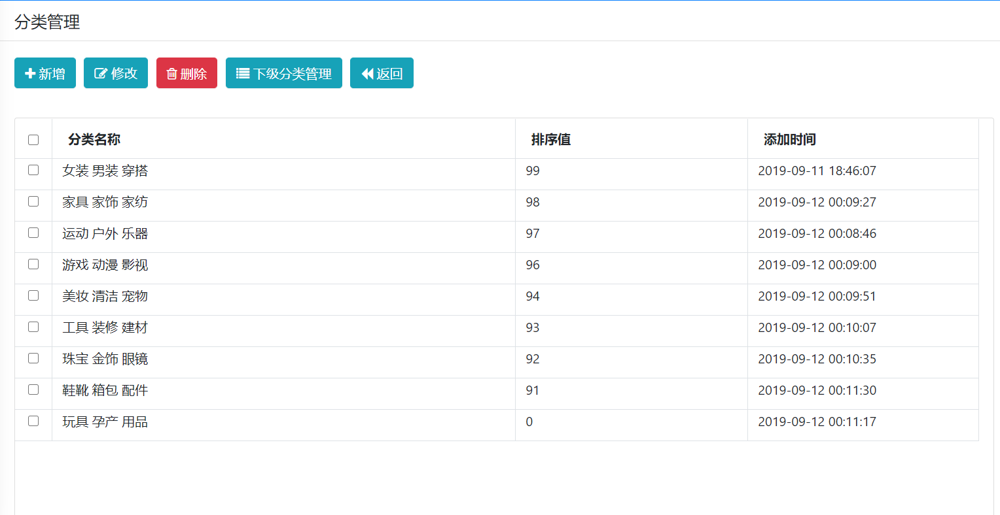 分类管理
新增 修改 删除 下级分类管理 返回
分类名称 排序值 添加时间
女装 男装 穿搭 99 2019-09-11 18:46:07
家具 家饰 家纺 98 2019-09-12 00:09:27
运动 户外 乐器 97 2019-09-12 00:08:46
游戏 动漫 影视 96 2019-09-12 00:09:00
美妆 清洁 宠物 94 2019-09-12 00:09:51
工具 装修 建材 93 2019-09-12 00:10:07
珠宝 金饰 眼镜 92 2019-09-12 00:10:35
鞋靴 箱包 配件 91 2019-09-12 00:11:30
玩具 孕产 用品 0 2019-09-12 00:11:17